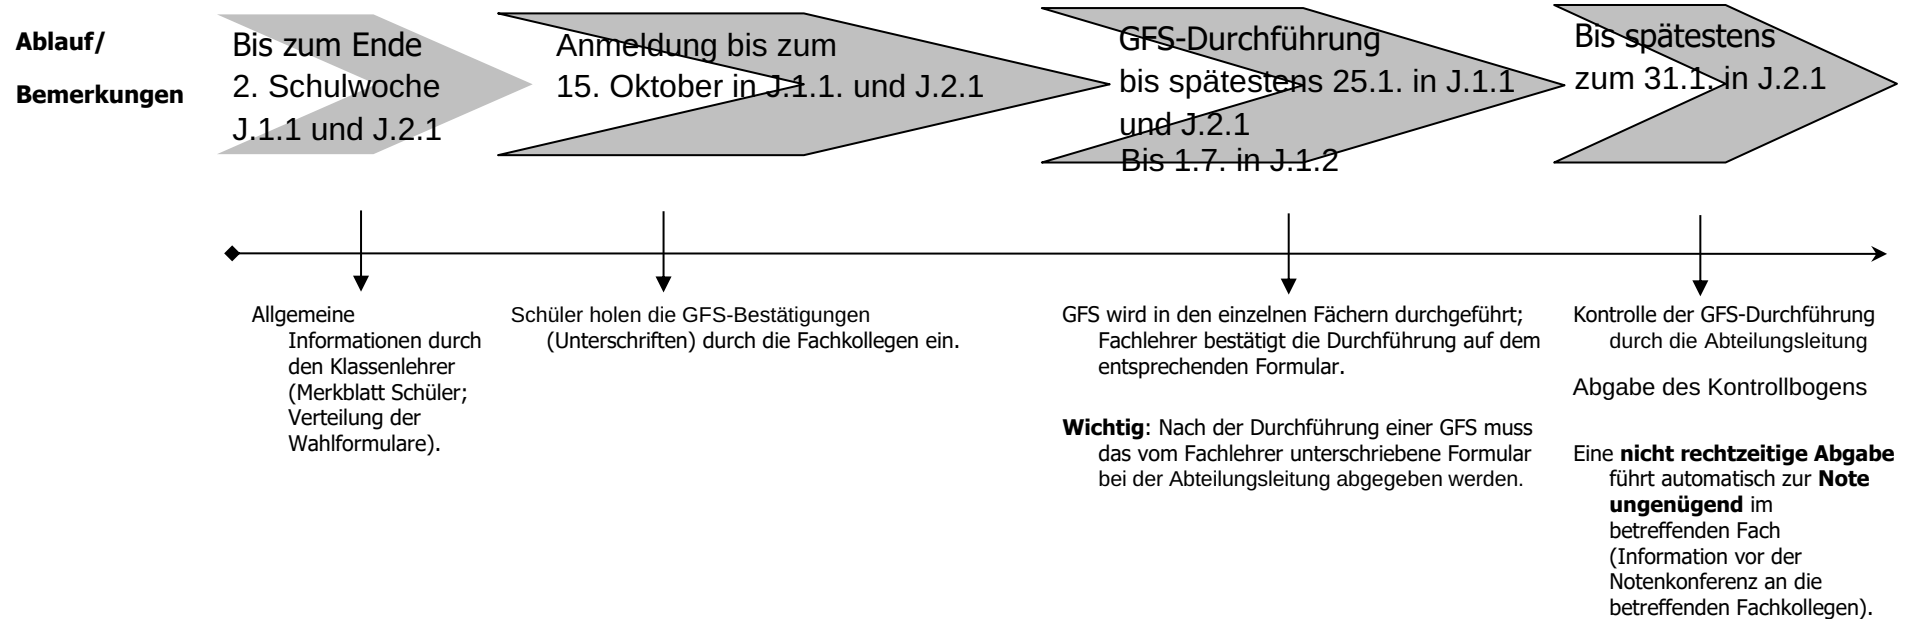 Ablauf/
Bemerkungen
Bis zum Ende
2. Schulwoche
J.1.1 und J.2.1
Anmeldung bis zum
15. Oktober in J.1.1. und J.2.1
GFS-Durchführung
bis spätestens 25.1. in J.1.1
und J.2.1
Bis 1.7. in J.1.2
Bis spätestens
zum 31.1. in J.2.1
Allgemeine
Informationen durch
den Klassenlehrer
(Merkblatt Schüler;
Verteilung der
Wahlformulare).
Schüler holen die GFS-Bestätigungen
(Unterschriften) durch die Fachkollegen ein.
GFS wird in den einzelnen Fächern durchgeführt;
Fachlehrer bestätigt die Durchführung auf dem
entsprechenden Formular.
Wichtig: Nach der Durchführung einer GFS muss
das vom Fachlehrer unterschriebene Formular
bei der Abteilungsleitung abgegeben werden.
Kontrolle der GFS-Durchführung
durch die Abteilungsleitung
Abgabe des Kontrollbogens
Eine nicht rechtzeitige Abgabe
führt automatisch zur Note
ungenügend im
betreffenden Fach
(Information vor der
Notenkonferenz an die
betreffenden Fachkollegen).